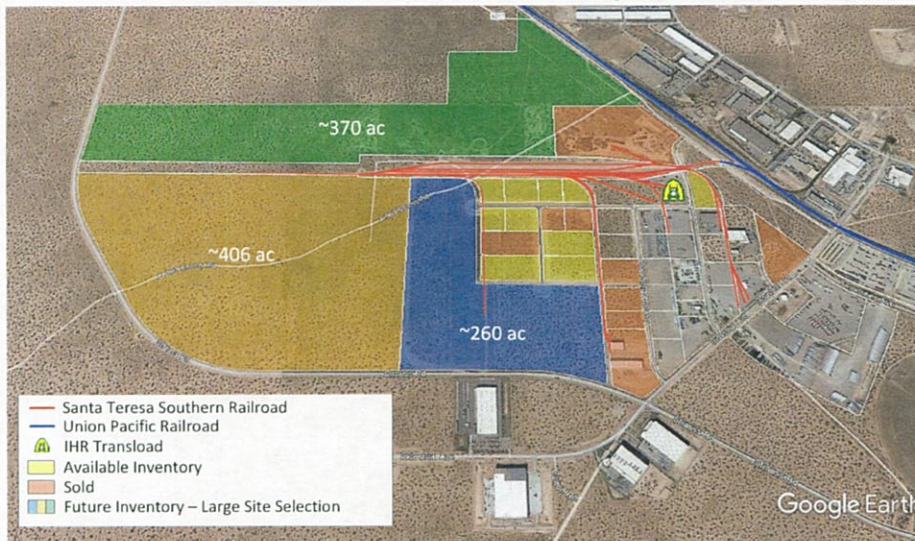 ~370 ac
~406 ac
~260 ac
Santa Teresa Southern Railroad
Union Pacific Railroad
IHR Transload
Available Inventory
Sold
Future Inventory – Large Site Selection
Google Earth